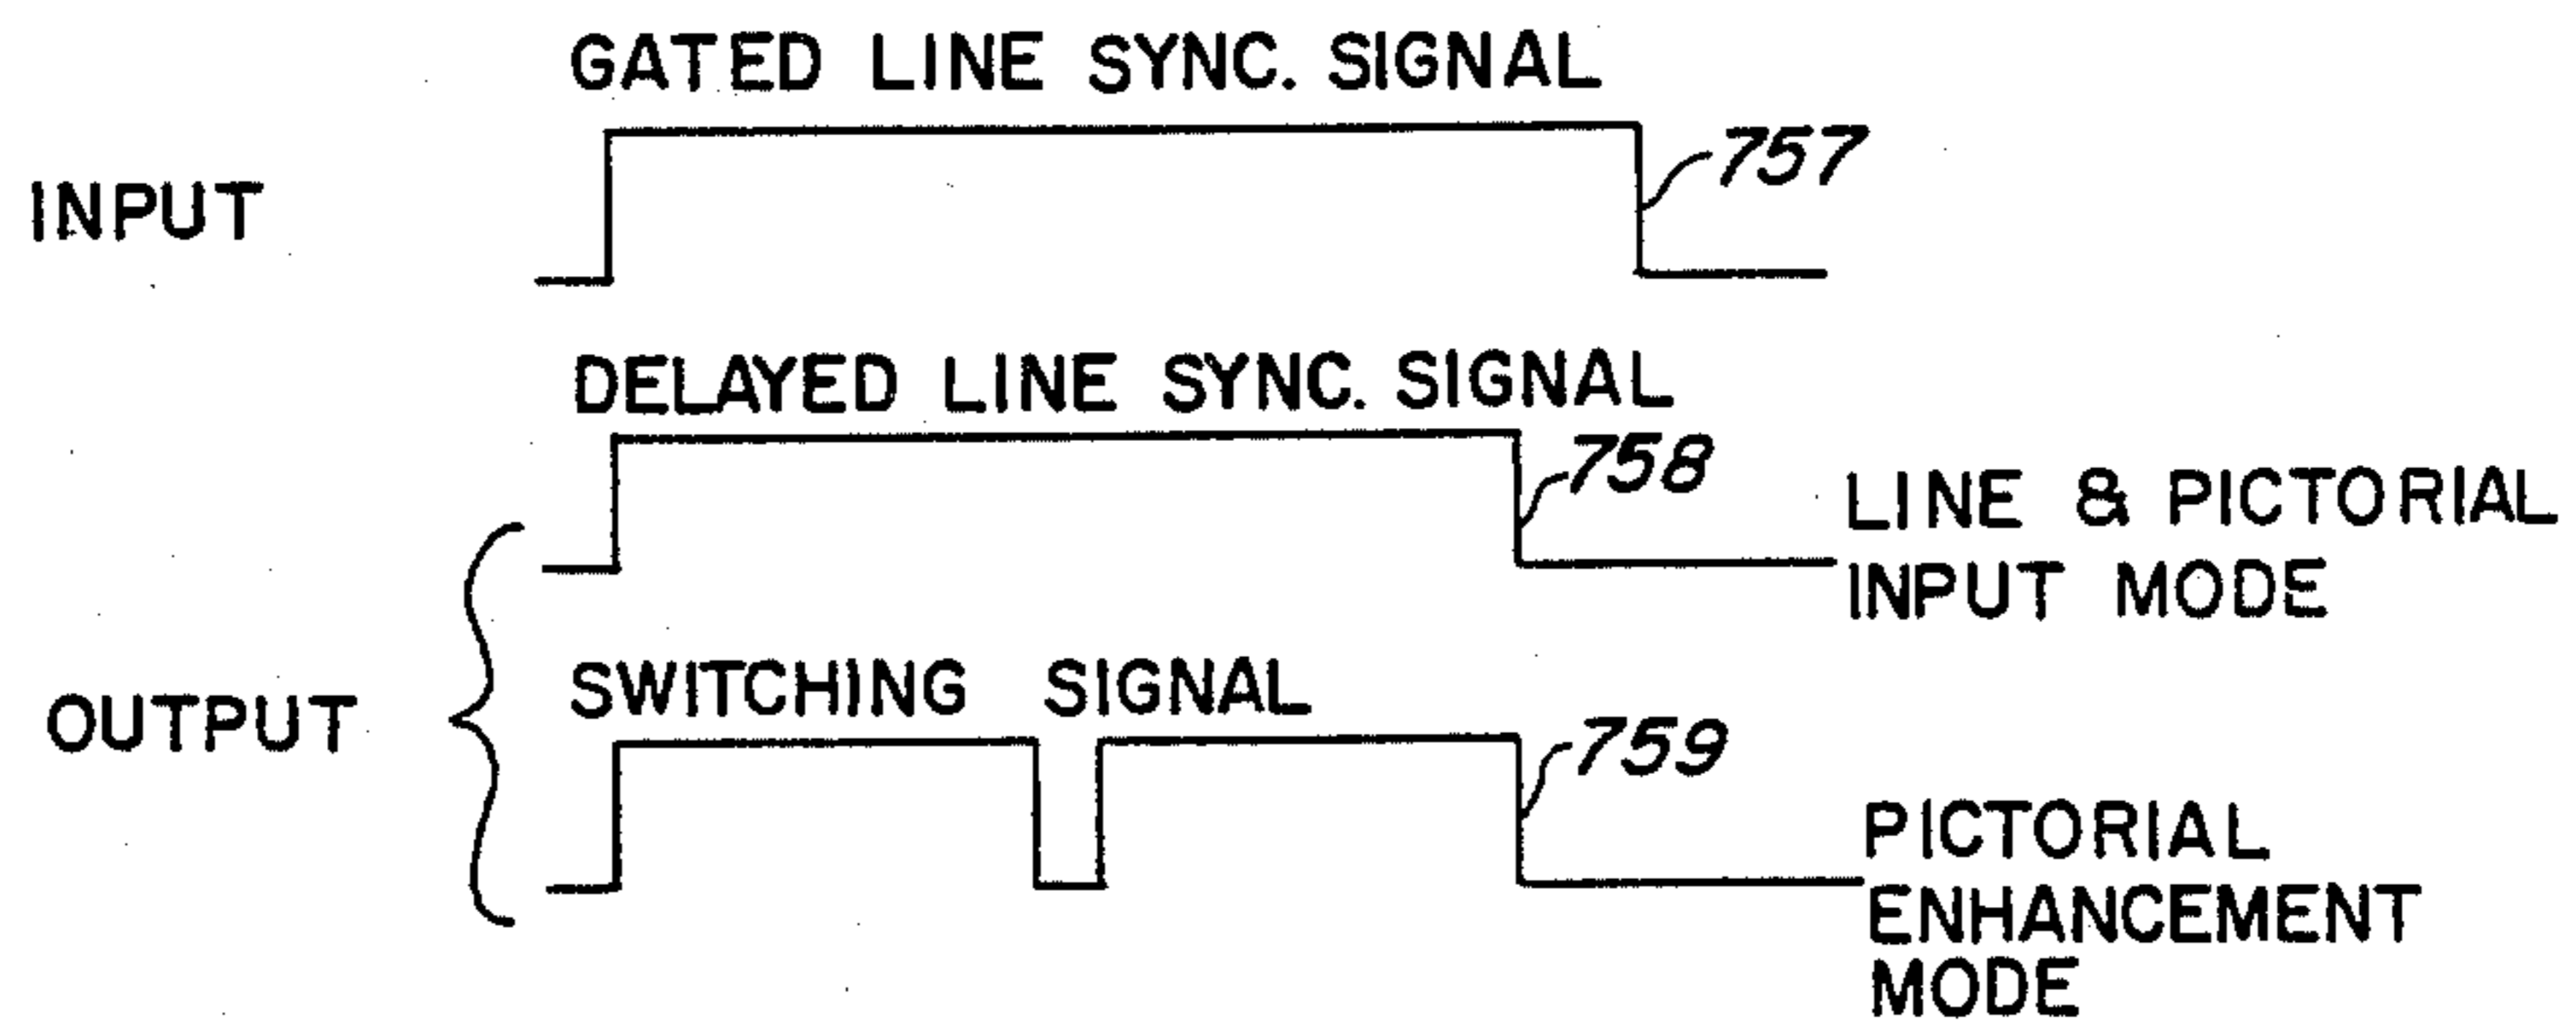 GATED LINE SYNC. SIGNAL
757
INPUT
DELAYED LINE SYNC. SIGNAL
758
LINE & PICTORIAL
INPUT MODE
OUTPUT
SWITCHING SIGNAL
759
PICTORIAL
ENHANCEMENT
MODE